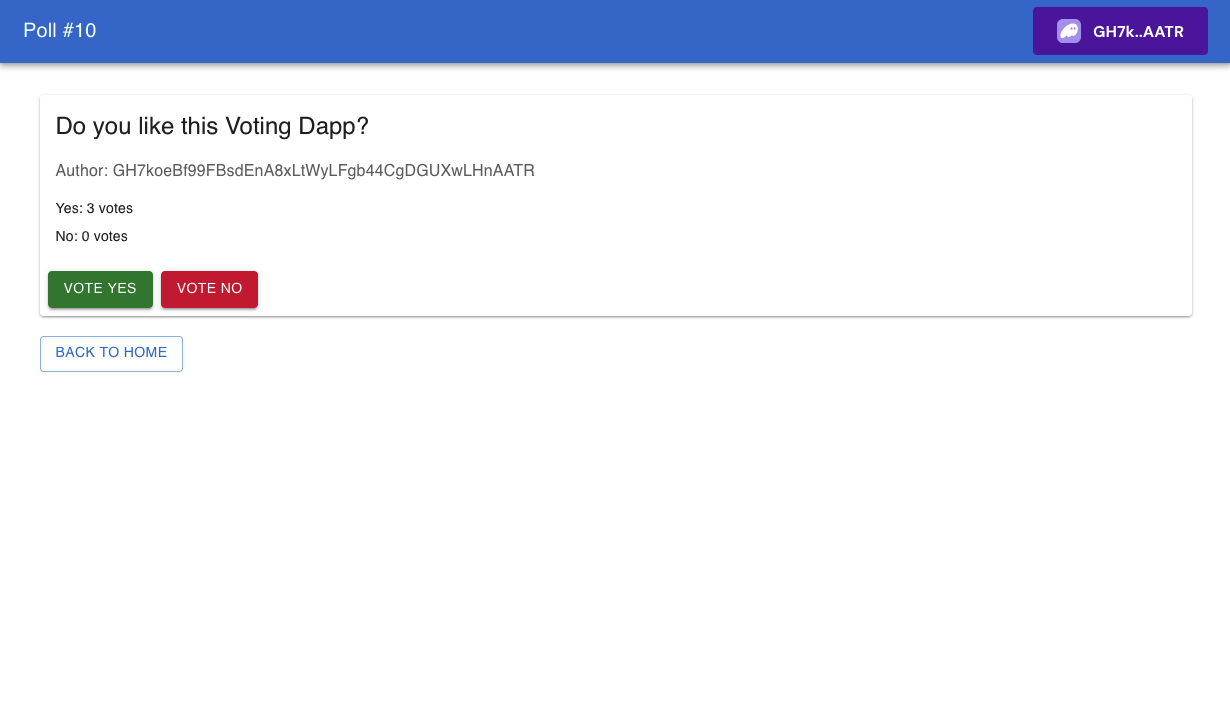 Poll #10
GH7k..AATR
Do you like this Voting Dapp?
Author: GH7koeBf99FBsdEnA8xLtWyLFgb44CgDGUXwLHnAATR
Yes: 3 votes
No: 0 votes
VOTE YES
VOTE NO
BACK TO HOME